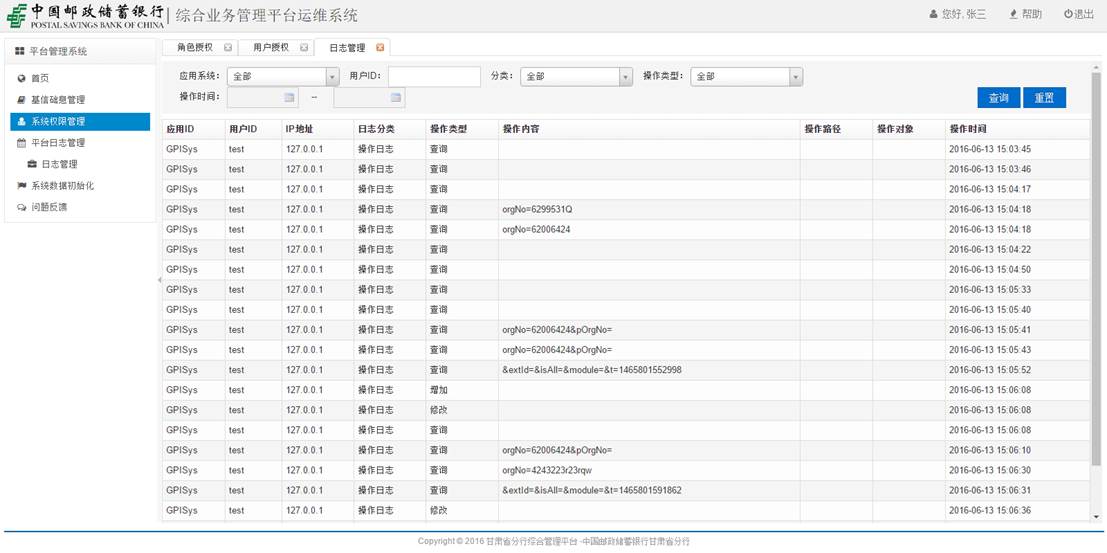 中国邮政储蓄银行 综合业务管理平台运维系统 您好, 张三 帮助 退出
POSTAL SAVINGS BANK OF CHINA
平台管理系统 角色授权 用户授权 日志管理
首页 应用系统: 全部 用户ID: 分类: 全部 操作类型: 全部
基信础息管理 操作时间: -- 查询 重置
系统权限管理
平台日志管理
日志管理
系统数据初始化
问题反馈
应用ID 用户ID IP地址 日志分类 操作类型 操作内容 操作路径 操作对象 操作时间
GPISys test 127.0.0.1 操作日志 查询 2016-06-13 15:03:45
GPISys test 127.0.0.1 操作日志 查询 2016-06-13 15:03:46
GPISys test 127.0.0.1 操作日志 查询 2016-06-13 15:04:17
GPISys test 127.0.0.1 操作日志 查询 orgNo=6299531Q 2016-06-13 15:04:18
GPISys test 127.0.0.1 操作日志 查询 orgNo=62006424 2016-06-13 15:04:18
GPISys test 127.0.0.1 操作日志 查询 2016-06-13 15:04:22
GPISys test 127.0.0.1 操作日志 查询 2016-06-13 15:04:50
GPISys test 127.0.0.1 操作日志 查询 2016-06-13 15:05:33
GPISys test 127.0.0.1 操作日志 查询 2016-06-13 15:05:40
GPISys test 127.0.0.1 操作日志 查询 orgNo=62006424&pOrgNo= 2016-06-13 15:05:41
GPISys test 127.0.0.1 操作日志 查询 orgNo=62006424&pOrgNo= 2016-06-13 15:05:43
GPISys test 127.0.0.1 操作日志 查询 &extId=&isAll=&module=&t=1465801552998 2016-06-13 15:05:52
GPISys test 127.0.0.1 操作日志 增加 2016-06-13 15:06:08
GPISys test 127.0.0.1 操作日志 修改 2016-06-13 15:06:08
GPISys test 127.0.0.1 操作日志 查询 2016-06-13 15:06:08
GPISys test 127.0.0.1 操作日志 查询 orgNo=62006424&pOrgNo= 2016-06-13 15:06:10
GPISys test 127.0.0.1 操作日志 查询 orgNo=4243223r23rqw 2016-06-13 15:06:30
GPISys test 127.0.0.1 操作日志 查询 &extId=&isAll=&module=&t=1465801591862 2016-06-13 15:06:31
GPISys test 127.0.0.1 操作日志 修改 2016-06-13 15:06:36
Copyright © 2016 甘肃省分行综合管理平台 -中国邮政储蓄银行甘肃省分行